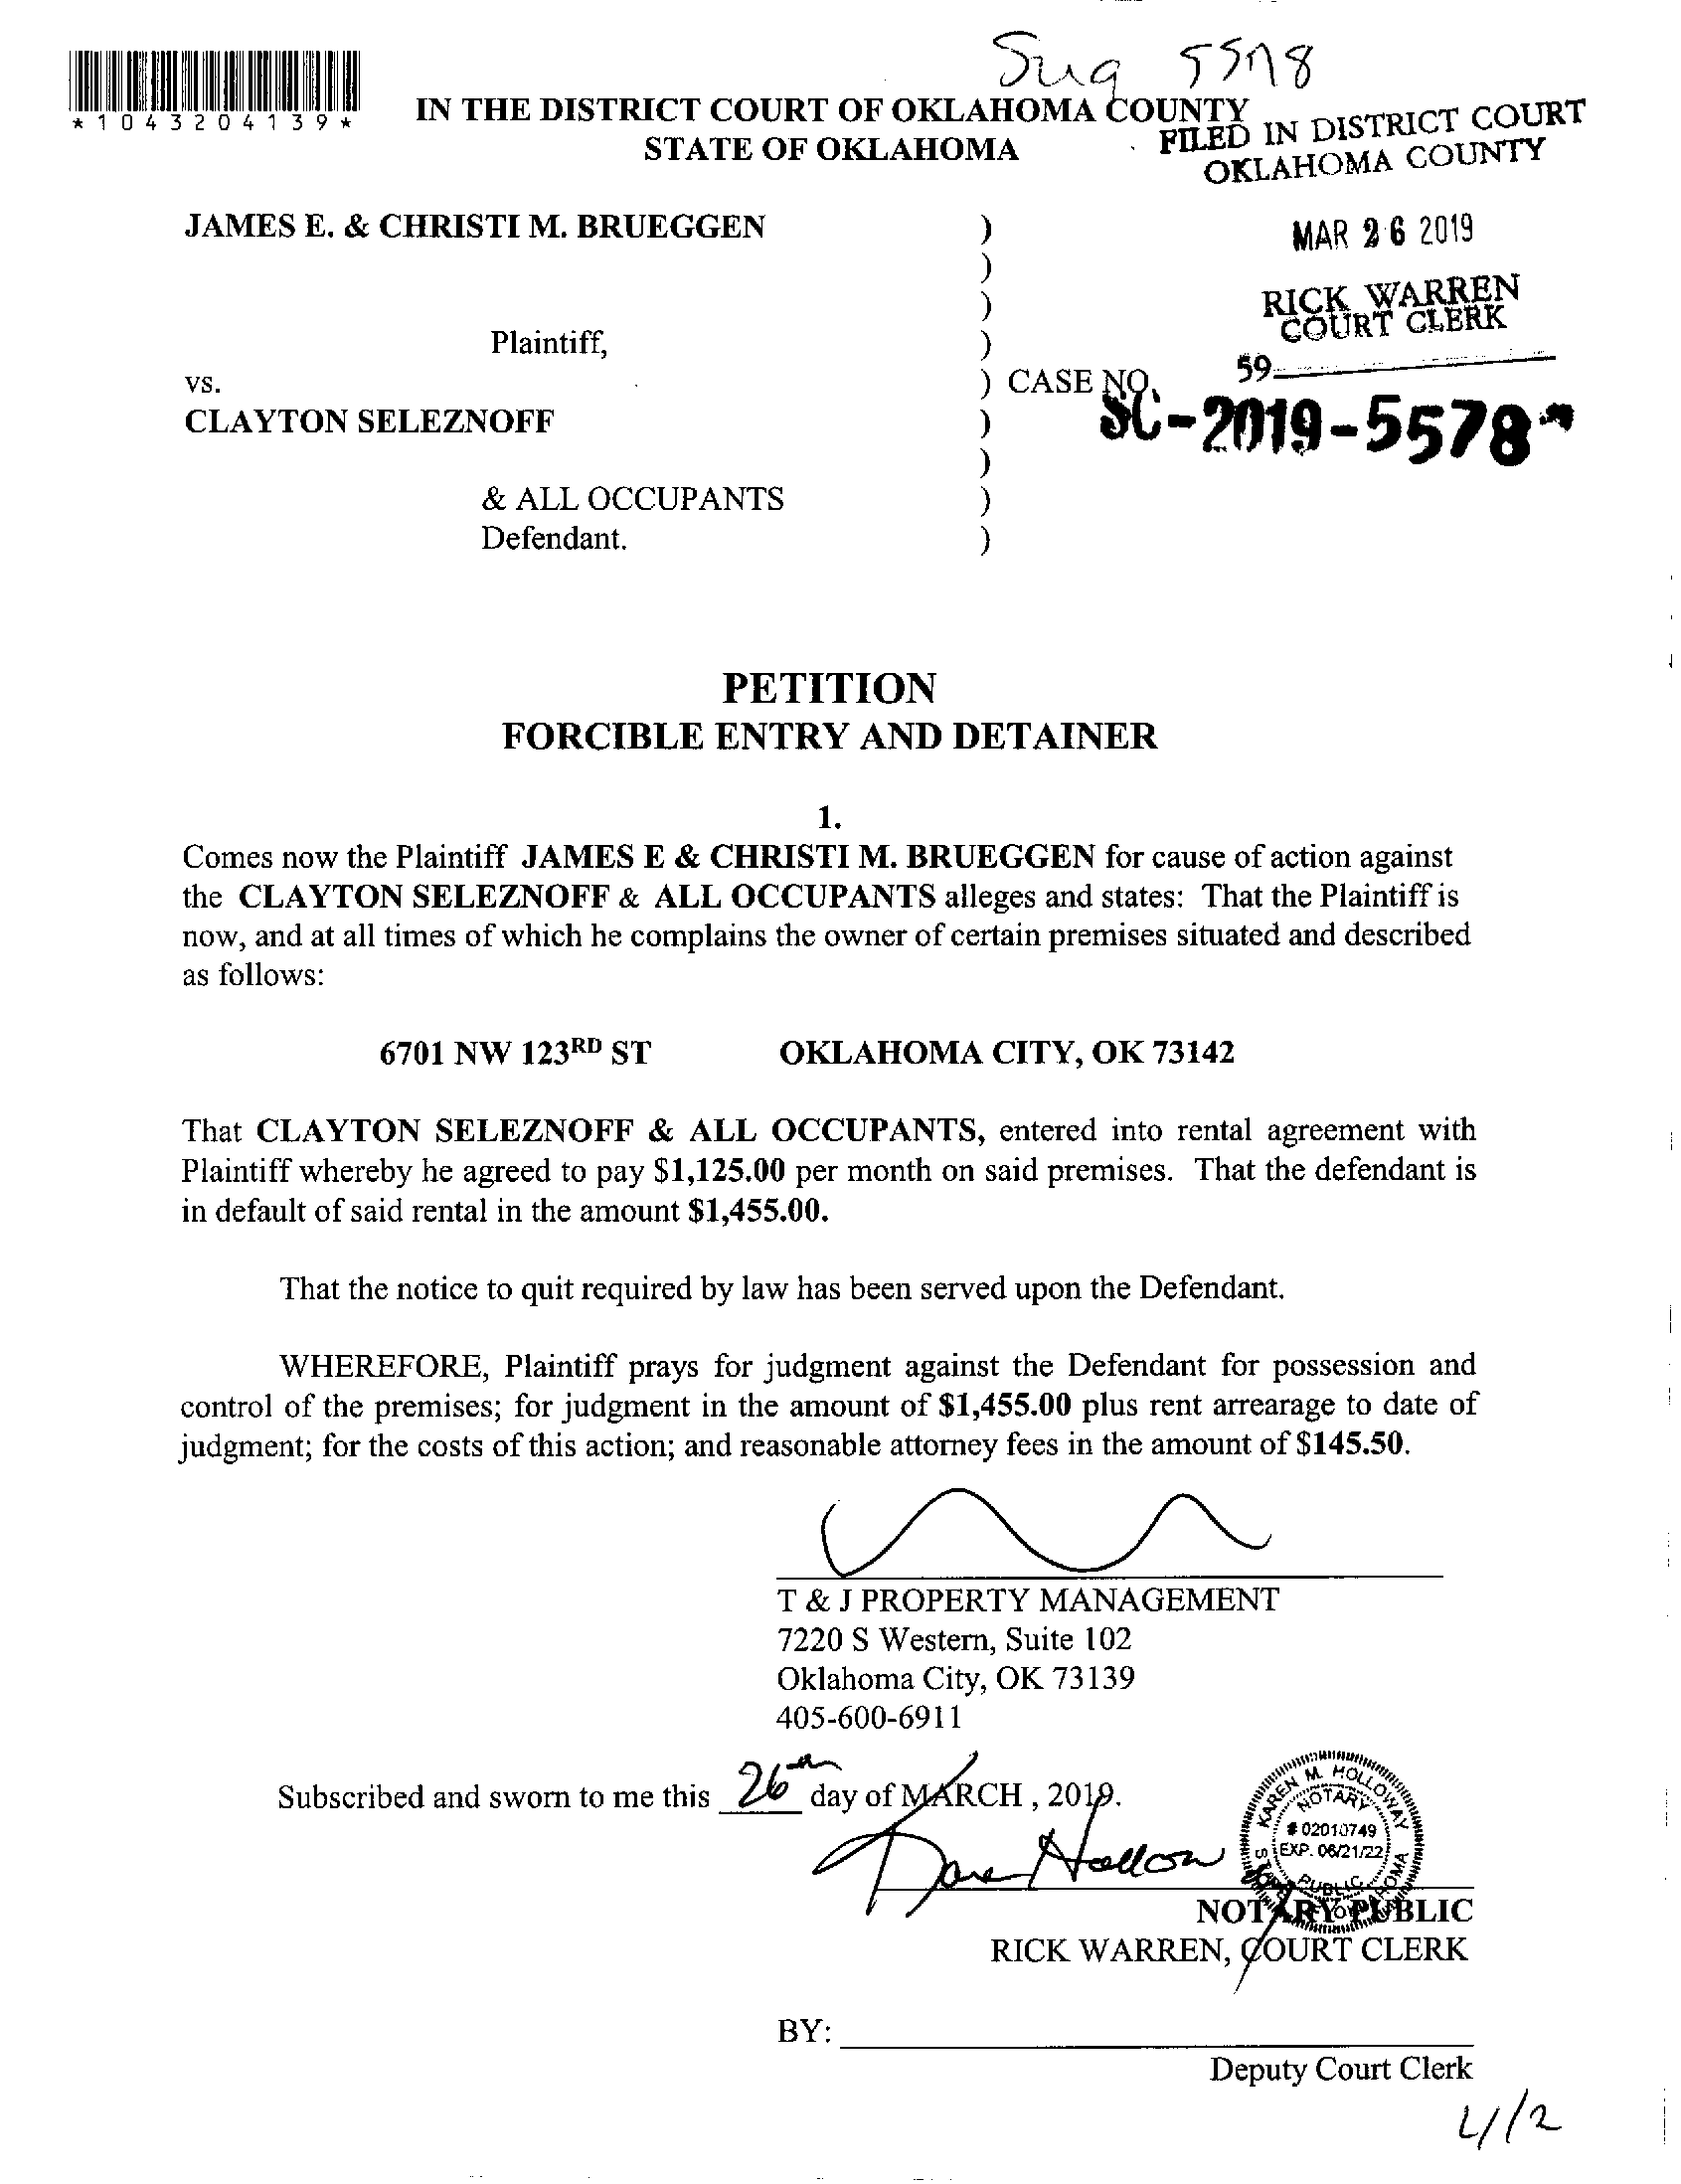 5578
*1043204139*
IN THE DISTRICT COURT OF OKLAHOMA COUNTY
STATE OF OKLAHOMA
FILED IN DISTRICT COURT
OKLAHOMA COUNTY
JAMES E. & CHRISTI M. BRUEGGEN )
MAR 26 2019
)
)
RICK WARREN
COURT CLERK
Plaintiff, )
59
vs. ) CASE NO.
SC-2019-5578
CLAYTON SELEZNOFF )
)
& ALL OCCUPANTS )
Defendant. )
PETITION
FORCIBLE ENTRY AND DETAINER
1.
Comes now the Plaintiff JAMES E & CHRISTI M. BRUEGGEN for cause of action against
the CLAYTON SELEZNOFF & ALL OCCUPANTS alleges and states: That the Plaintiff is
now, and at all times of which he complains the owner of certain premises situated and described
as follows:
6701 NW 123RD ST OKLAHOMA CITY, OK 73142
That CLAYTON SELEZNOFF & ALL OCCUPANTS, entered into rental agreement with
Plaintiff whereby he agreed to pay $1,125.00 per month on said premises. That the defendant is
in default of said rental in the amount $1,455.00.
That the notice to quit required by law has been served upon the Defendant.
WHEREFORE, Plaintiff prays for judgment against the Defendant for possession and
control of the premises; for judgment in the amount of $1,455.00 plus rent arrearage to date of
judgment; for the costs of this action; and reasonable attorney fees in the amount of $145.50.
T & J PROPERTY MANAGEMENT
7220 S Western, Suite 102
Oklahoma City, OK 73139
405-600-6911
Subscribed and sworn to me this 26th day of MARCH , 2019.
KAREN M. HOLLOWAY
NOTARY
# 02010749
EXP. 06/21/22
PUBLIC
STATE OF OKLAHOMA
NOTARY PUBLIC
RICK WARREN, COURT CLERK
BY:
Deputy Court Clerk
4/12